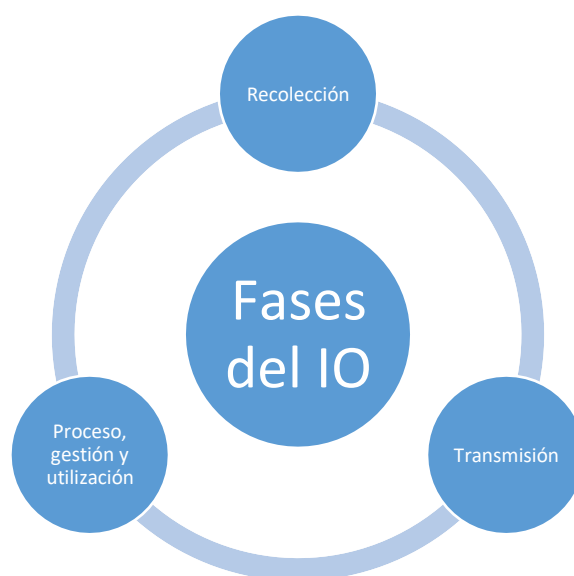 Recolección
Fases
del IO
Proceso,
gestión y
utilización
Transmisión